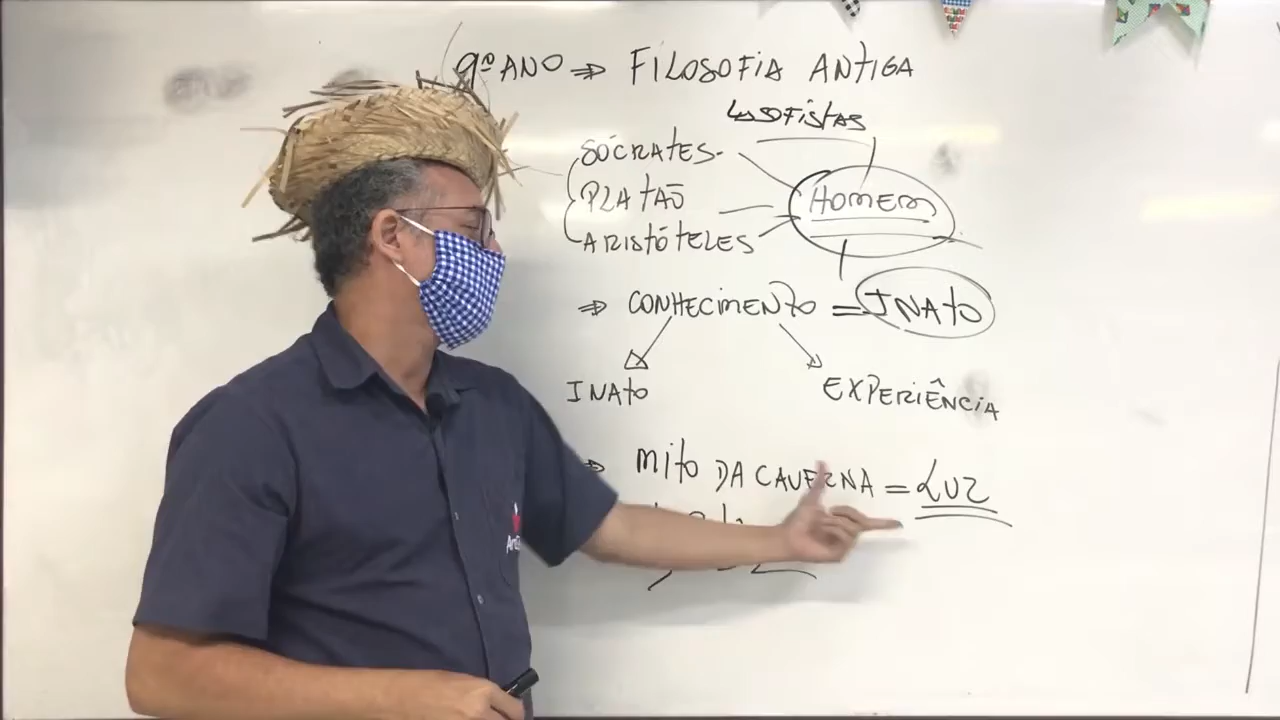 9º ANO ⇒ FILOSOFIA ANTIGA
↳ SOFISTAS
SÓCRATES-
PLATÃO
HOMEM
ARISTÓTELES
⇒ CONHECIMENTO = INATO
INATO
EXPERIÊNCIA
⇒ MITO DA CAVERNA = LUZ